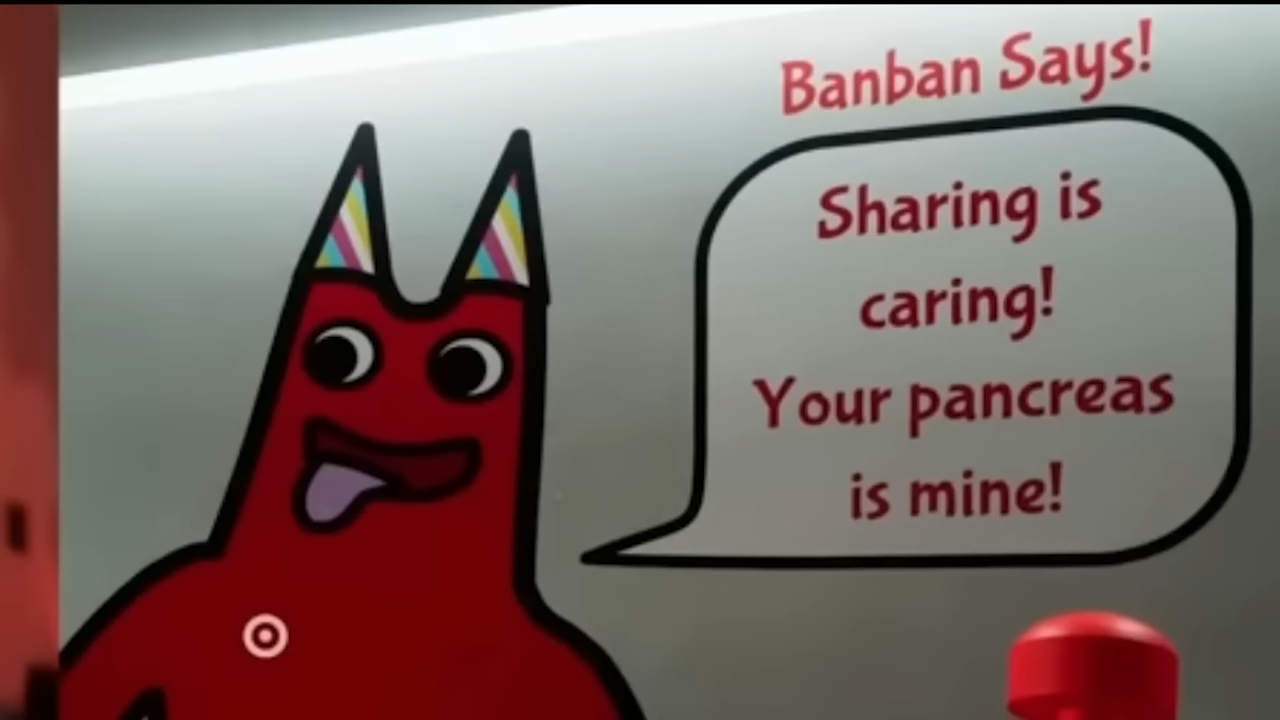 Banban Says!
Sharing is
caring!
Your pancreas
is mine!